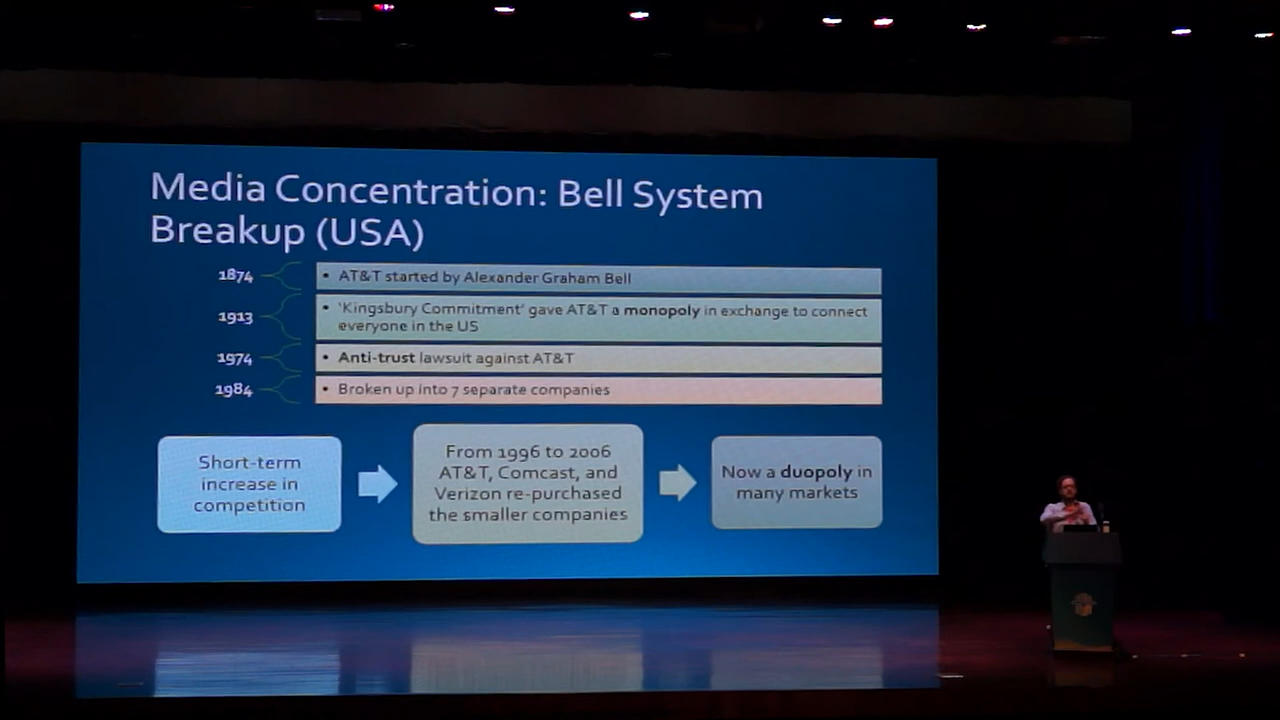 Media Concentration: Bell System
Breakup (USA)
1874
• AT&T started by Alexander Graham Bell
1913
• 'Kingsbury Commitment' gave AT&T a monopoly in exchange to connect
everyone in the US
1974
• Anti-trust lawsuit against AT&T
1984
• Broken up into 7 separate companies
Short-term
increase in
competition
From 1996 to 2006
AT&T, Comcast, and
Verizon re-purchased
the smaller companies
Now a duopoly in
many markets